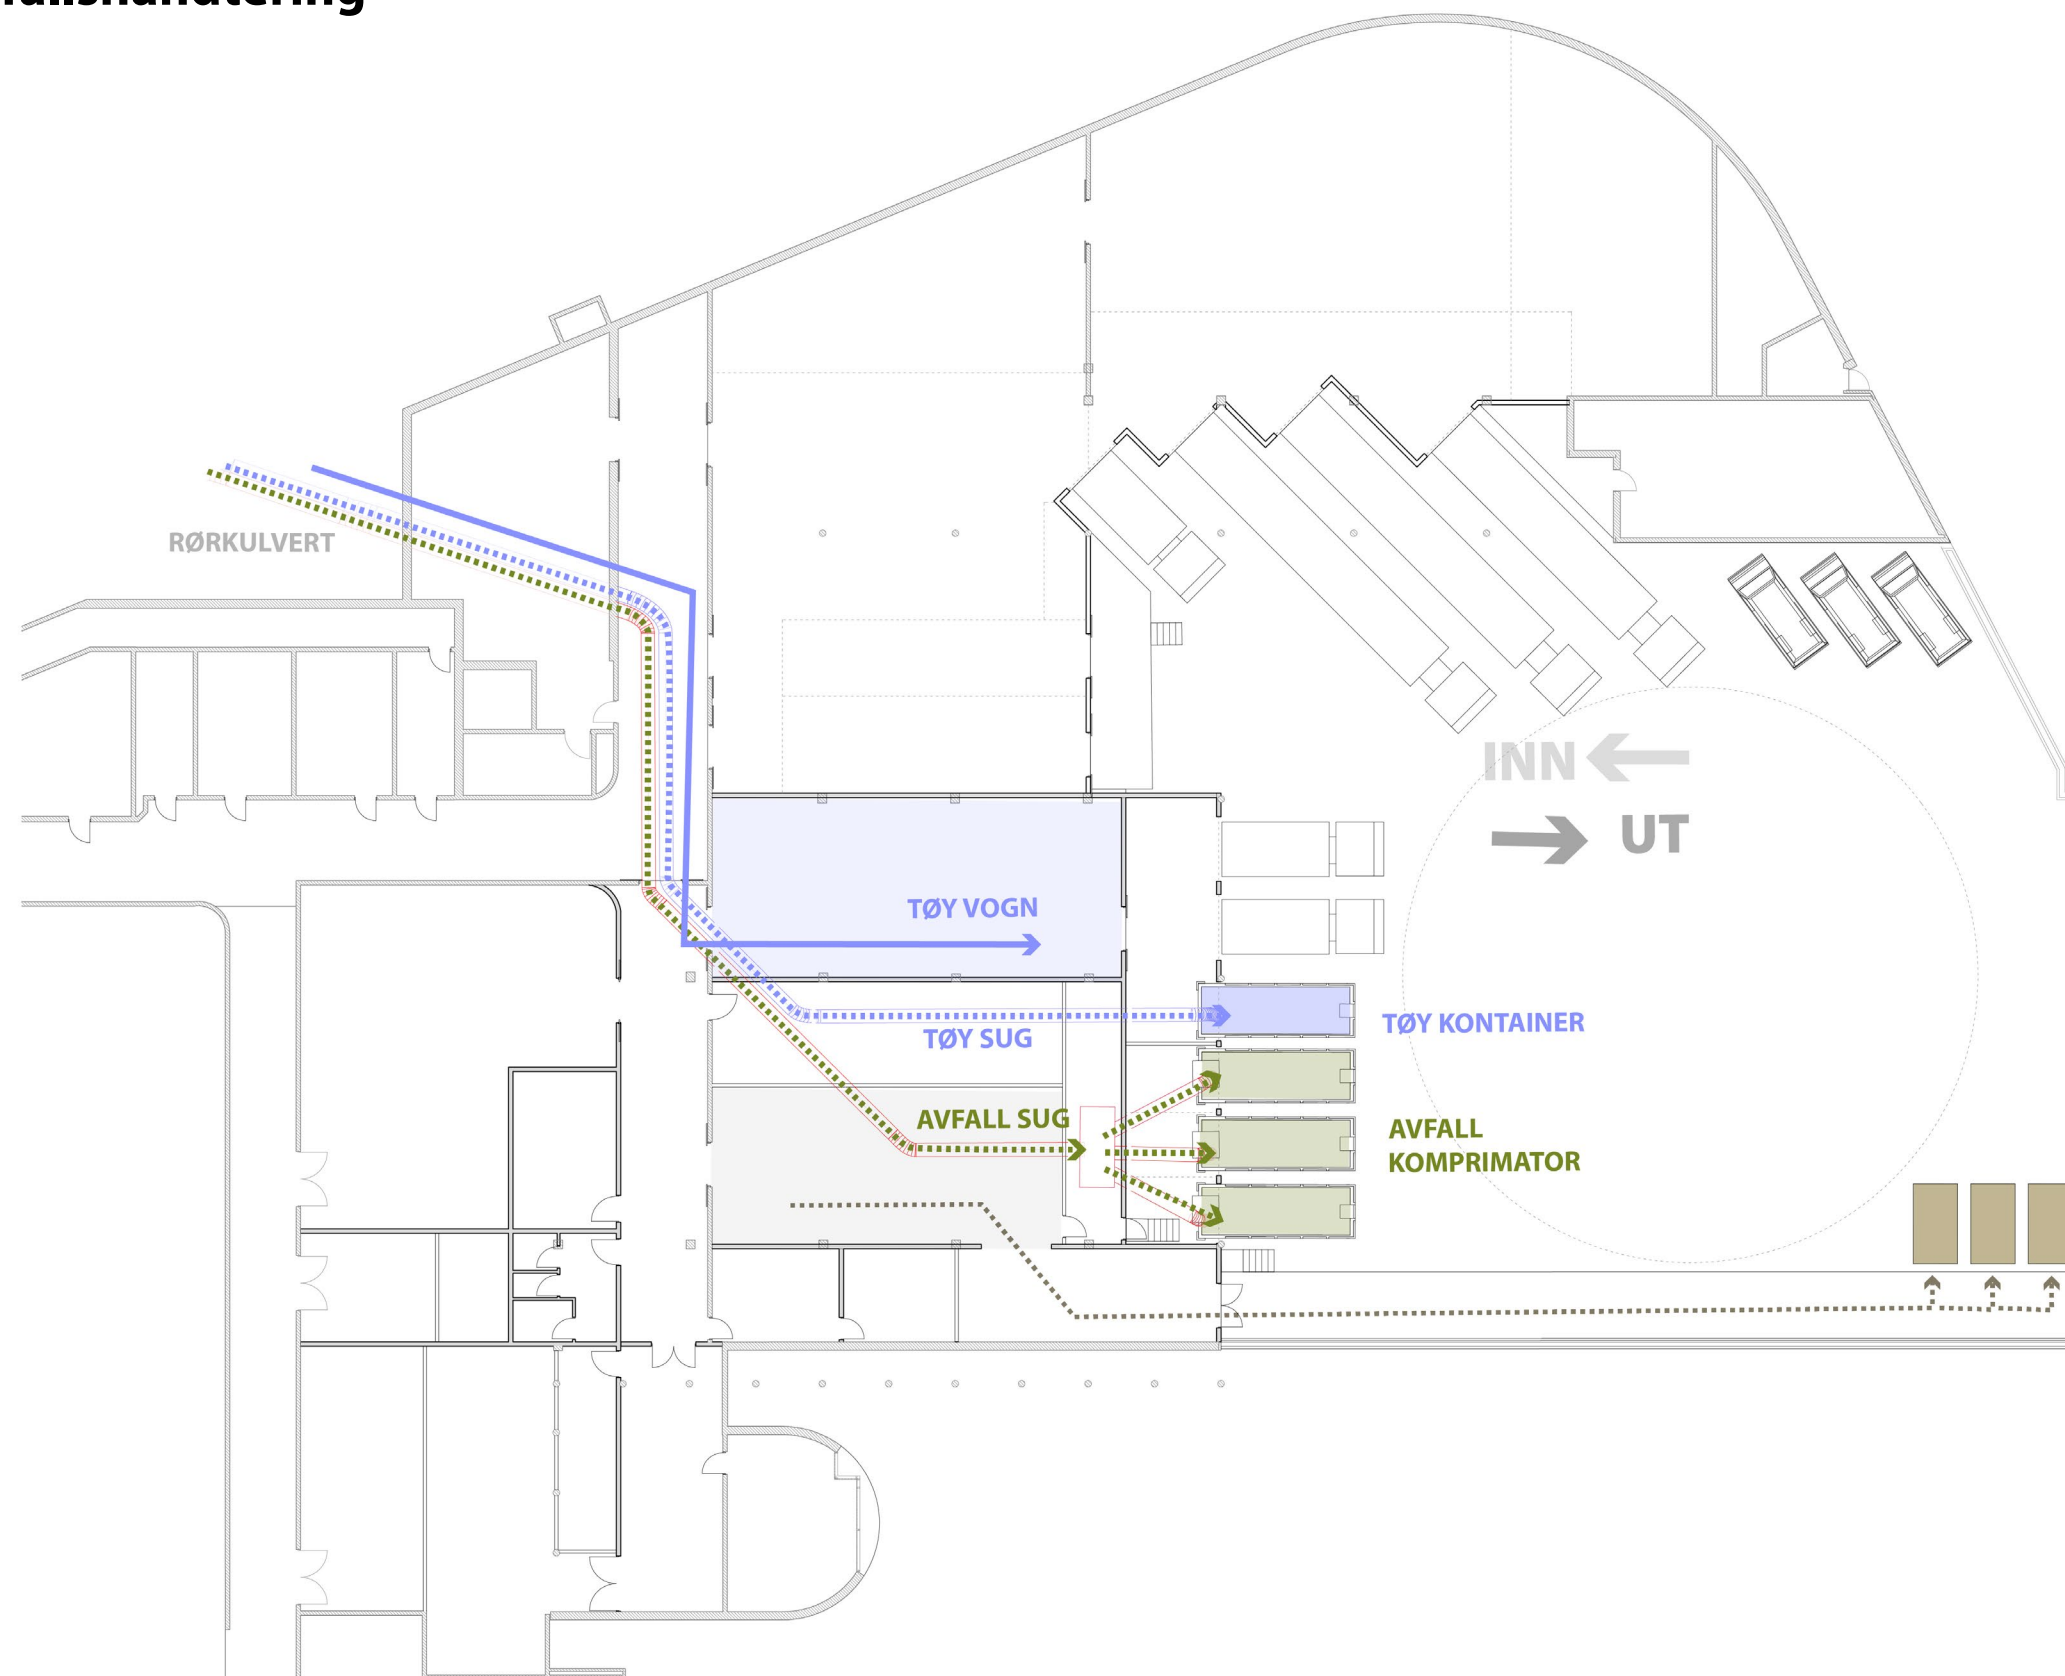 RØRKULVERT
INN
UT
TØY VOGN
TØY SUG
TØY KONTAINER
AVFALL SUG
AVFALL
KOMPRIMATOR